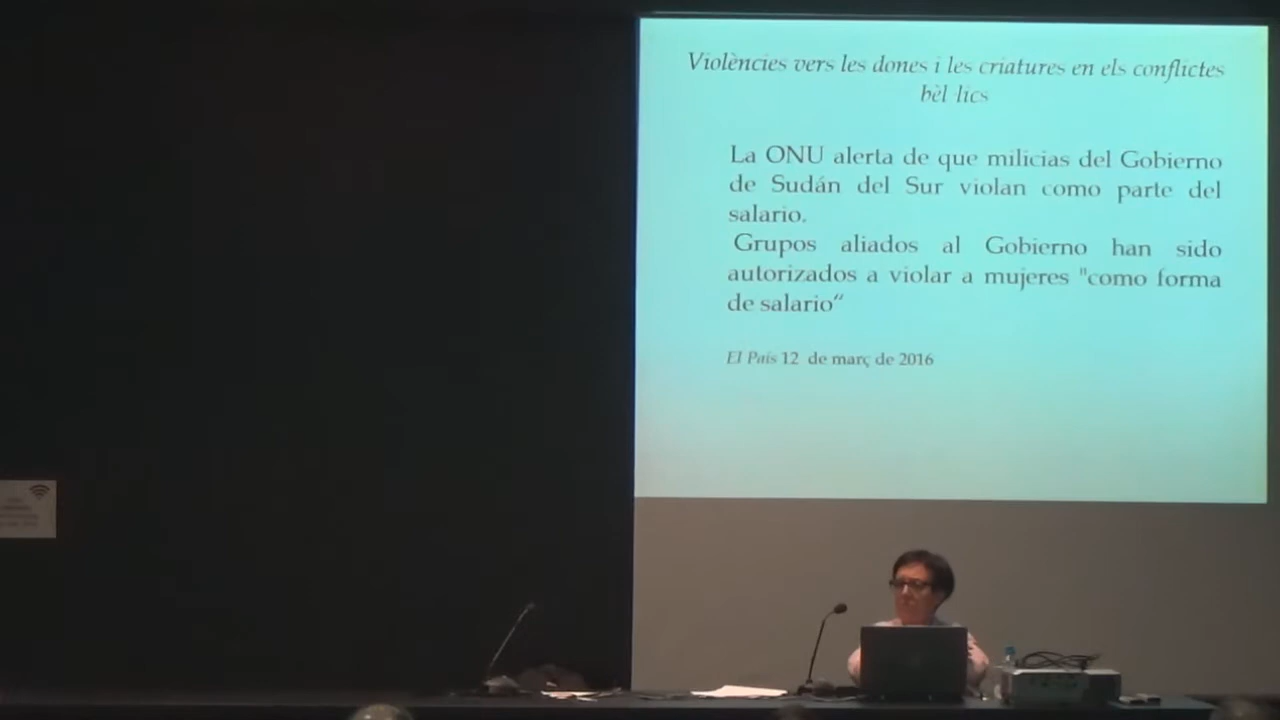 Violències vers les dones i les criatures en els conflictes
bèl lics
La ONU alerta de que milicias del Gobierno
de Sudán del Sur violan como parte del
salario.
Grupos aliados al Gobierno han sido
autorizados a violar a mujeres "como forma
de salario“
El País 12 de març de 2016